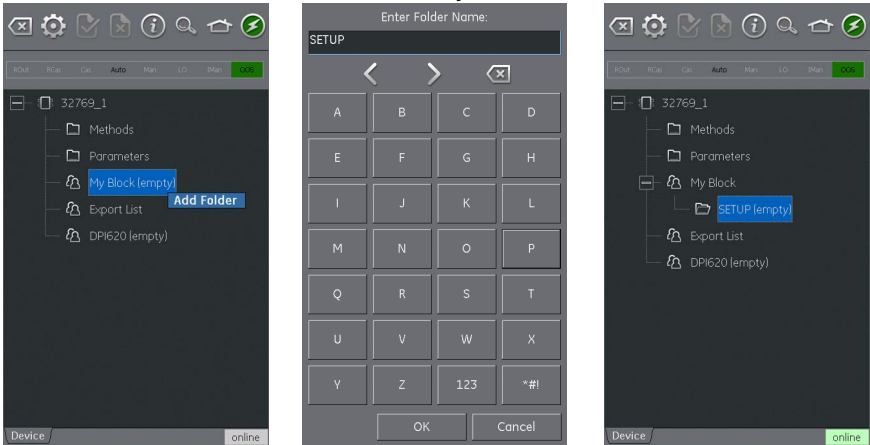 ROut RCas Cas Auto Man LO IMan OOS
32769_1
Methods
Parameters
My Block (empty)
Add Folder
Export List
DPI620 (empty)
Device
online
Enter Folder Name:
SETUP
A B C D
E F G H
I J K L
M N O P
Q R S T
U V W X
Y Z 123 *#!
OK Cancel
ROut RCas Cas Auto Man LO IMan OOS
32769_1
Methods
Parameters
My Block
SETUP (empty)
Export List
DPI620 (empty)
Device
online